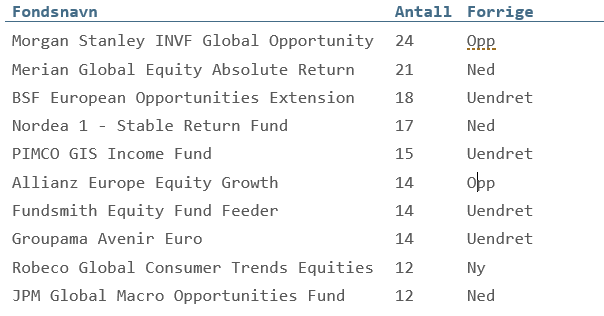 Fondsnavn Antall Forrige
Morgan Stanley INVF Global Opportunity 24 Opp
Merian Global Equity Absolute Return 21 Ned
BSF European Opportunities Extension 18 Uendret
Nordea 1 - Stable Return Fund 17 Ned
PIMCO GIS Income Fund 15 Uendret
Allianz Europe Equity Growth 14 Opp
Fundsmith Equity Fund Feeder 14 Uendret
Groupama Avenir Euro 14 Uendret
Robeco Global Consumer Trends Equities 12 Ny
JPM Global Macro Opportunities Fund 12 Ned